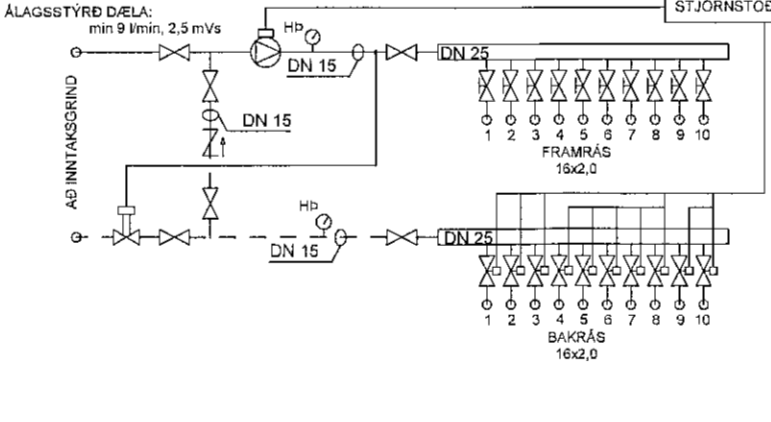 ÁLAGSSTÝRÐ DÆLA:
min 9 l/min, 2,5 mVs
STJÓRNSTÖÐ
HÞ
DN 15
DN 25
DN 15
1 2 3 4 5 6 7 8 9 10
FRAMRÁS
16x2,0
AÐ INNTAKSGRIND
HÞ
DN 15
DN 25
1 2 3 4 5 6 7 8 9 10
BAKRÁS
16x2,0